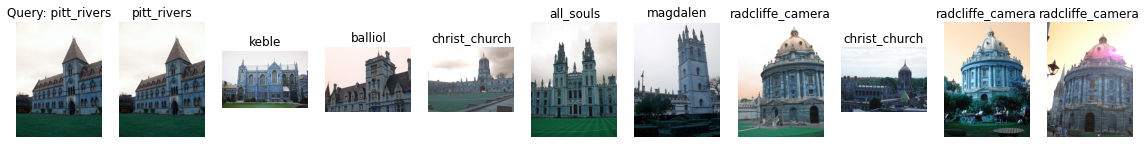 Query: pitt_rivers
pitt_rivers
keble
balliol
christ_church
all_souls
magdalen
radcliffe_camera
christ_church
radcliffe_camera
radcliffe_camera